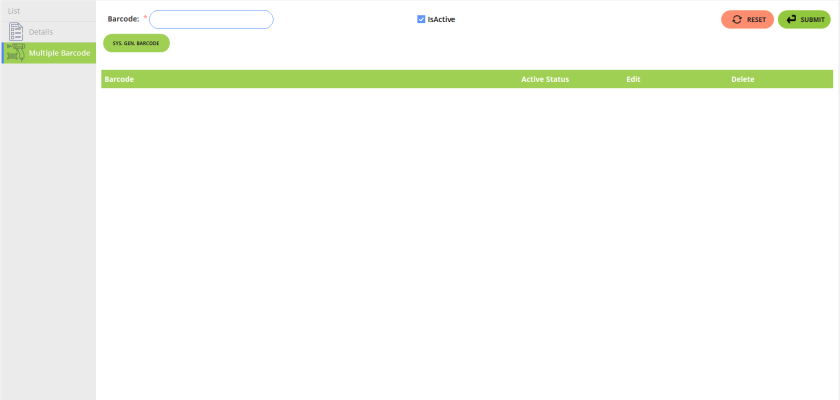 List
Details
Multiple Barcode
Barcode: *
IsActive
RESET
SUBMIT
SYS. GEN. BARCODE
Barcode Active Status Edit Delete